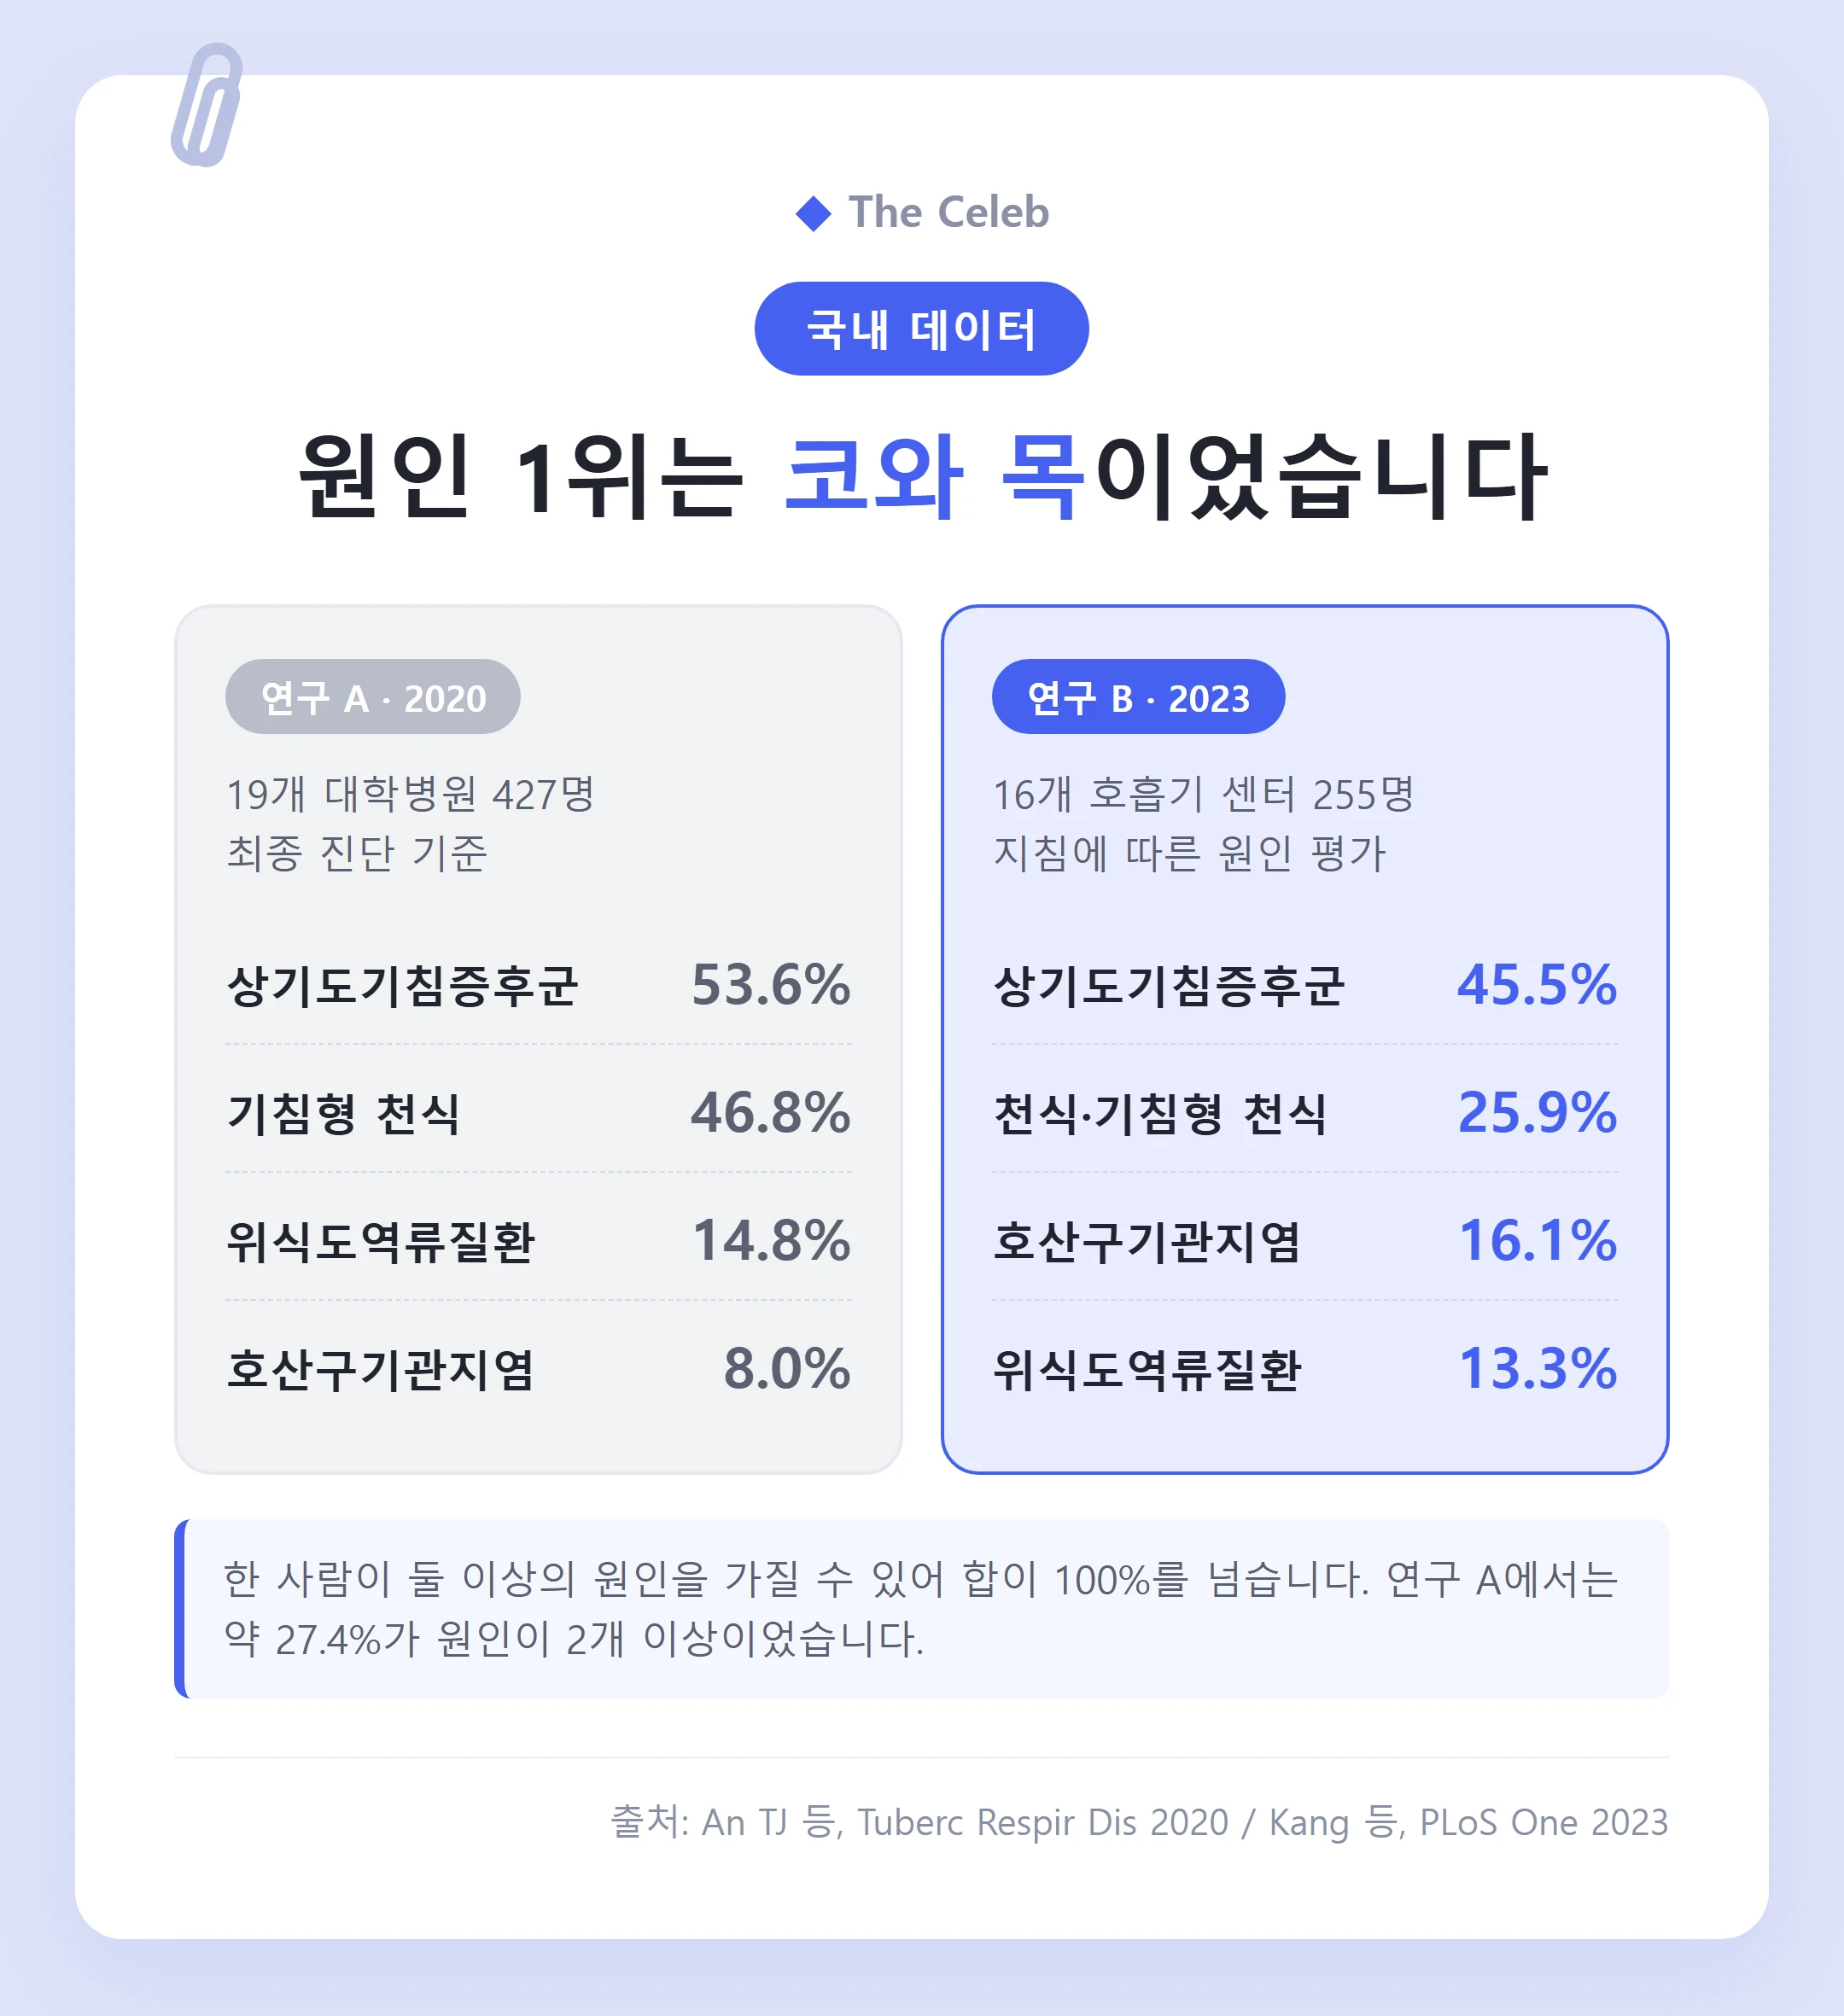 The Celeb
국내 데이터
원인 1위는 코와 목이었습니다
연구 A · 2020
19개 대학병원 427명
최종 진단 기준
상기도기침증후군 53.6%
기침형 천식 46.8%
위식도역류질환 14.8%
호산구기관지염 8.0%
연구 B · 2023
16개 호흡기 센터 255명
지침에 따른 원인 평가
상기도기침증후군 45.5%
천식·기침형 천식 25.9%
호산구기관지염 16.1%
위식도역류질환 13.3%
한 사람이 둘 이상의 원인을 가질 수 있어 합이 100%를 넘습니다. 연구 A에서는
약 27.4%가 원인이 2개 이상이었습니다.
출처: An TJ 등, Tuberc Respir Dis 2020 / Kang 등, PLoS One 2023